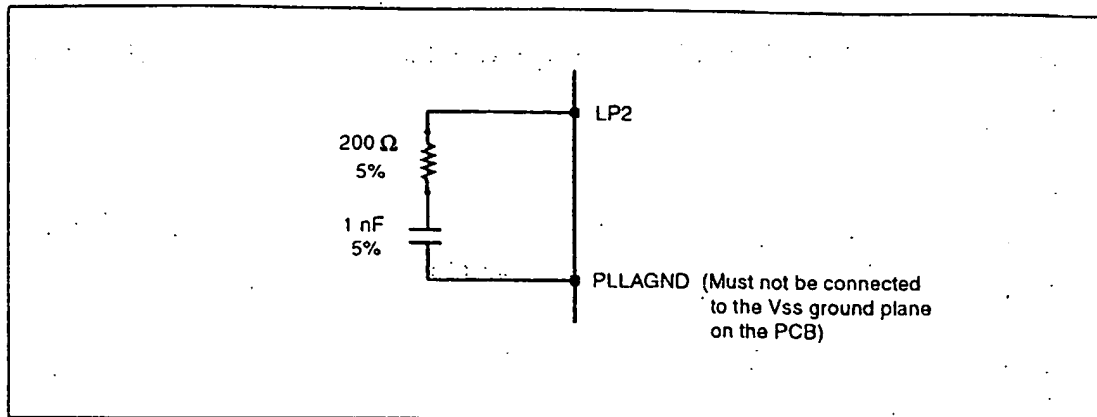 LP2
200 Ω
5%
1 nF
5%
PLLAGND (Must not be connected
to the Vss ground plane
on the PCB)